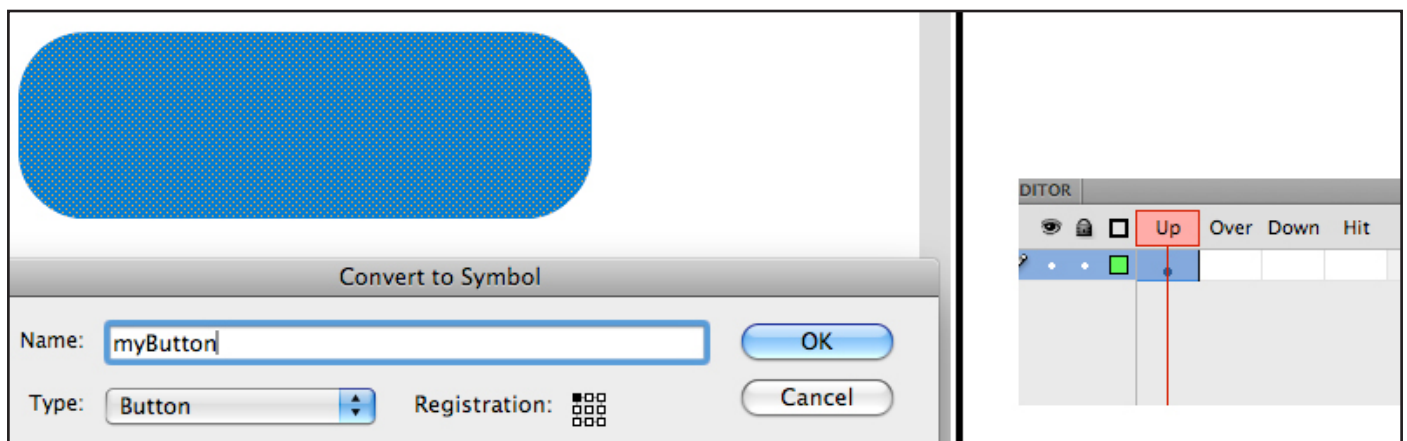 Convert to Symbol
Name: myButton OK
Type: Button Registration: Cancel
DITOR
Up Over Down Hit